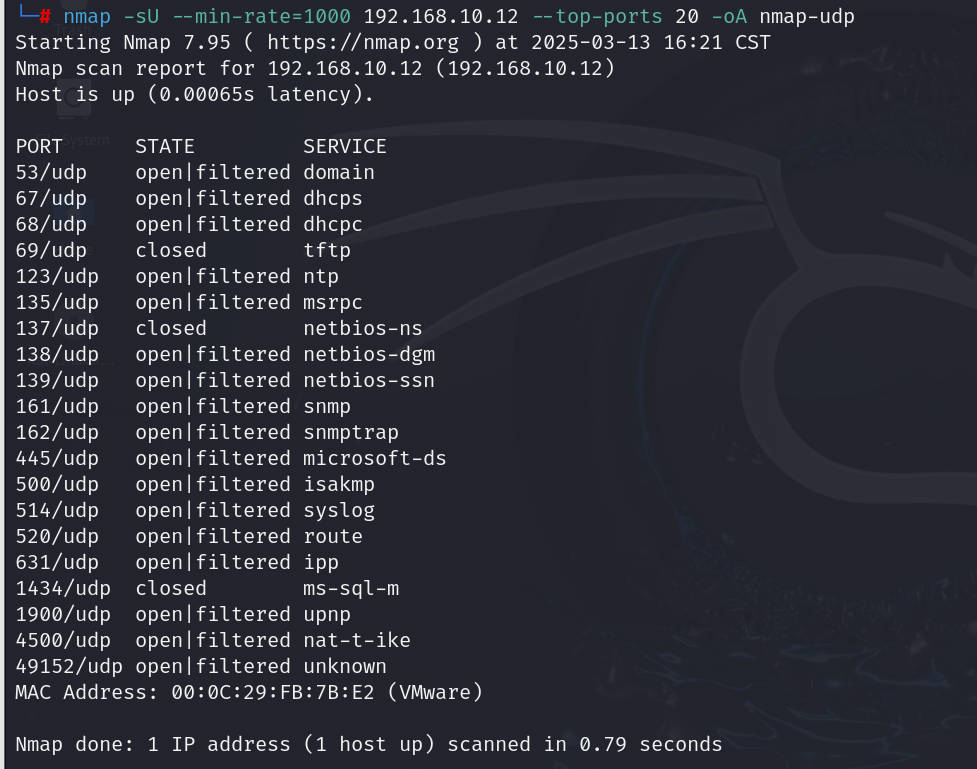 └─# nmap -sU --min-rate=1000 192.168.10.12 --top-ports 20 -oA nmap-udp
Starting Nmap 7.95 ( https://nmap.org ) at 2025-03-13 16:21 CST
Nmap scan report for 192.168.10.12 (192.168.10.12)
Host is up (0.00065s latency).

PORT      STATE         SERVICE
53/udp    open|filtered domain
67/udp    open|filtered dhcps
68/udp    open|filtered dhcpc
69/udp    closed        tftp
123/udp   open|filtered ntp
135/udp   open|filtered msrpc
137/udp   closed        netbios-ns
138/udp   open|filtered netbios-dgm
139/udp   open|filtered netbios-ssn
161/udp   open|filtered snmp
162/udp   open|filtered snmptrap
445/udp   open|filtered microsoft-ds
500/udp   open|filtered isakmp
514/udp   open|filtered syslog
520/udp   open|filtered route
631/udp   open|filtered ipp
1434/udp  closed        ms-sql-m
1900/udp  open|filtered upnp
4500/udp  open|filtered nat-t-ike
49152/udp open|filtered unknown
MAC Address: 00:0C:29:FB:7B:E2 (VMware)

Nmap done: 1 IP address (1 host up) scanned in 0.79 seconds